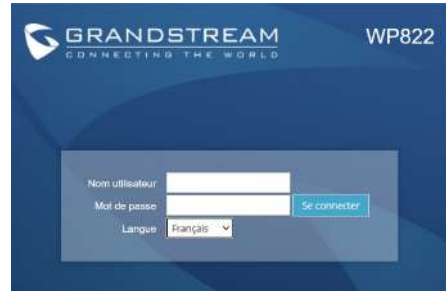 GRANDSTREAM WP822
CONNECTING THE WORLD
Nom utilisateur
Mot de passe Se connecter
Langue Français